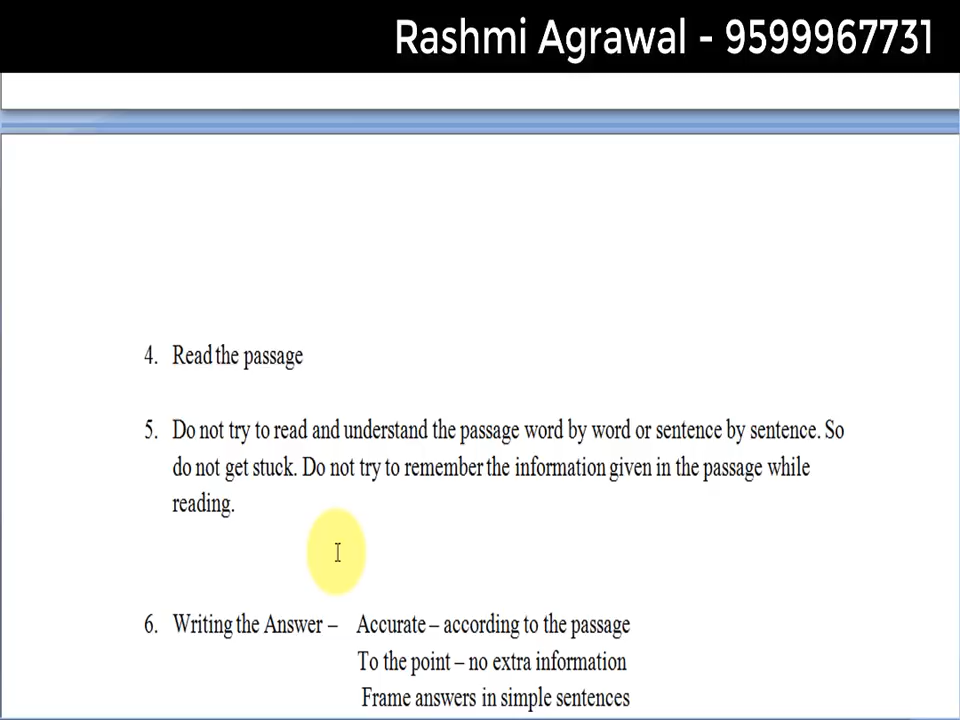 Rashmi Agrawal - 9599967731
4. Read the passage
5. Do not try to read and understand the passage word by word or sentence by sentence. So
do not get stuck. Do not try to remember the information given in the passage while
reading.
6. Writing the Answer – Accurate – according to the passage
To the point – no extra information
Frame answers in simple sentences